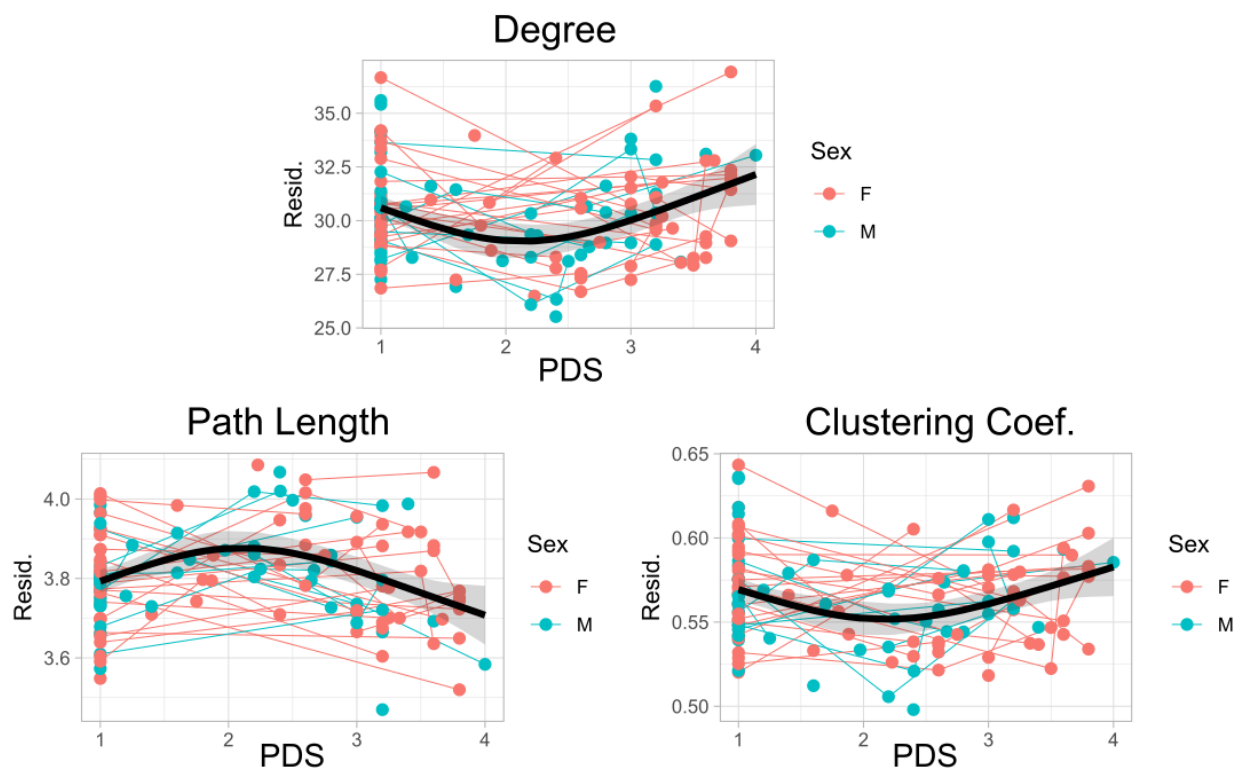 Degree
Resid.
35.0
32.5
30.0
27.5
25.0
1 2 3 4
PDS
Sex
F
M
Path Length
Resid.
4.0
3.8
3.6
1 2 3 4
PDS
Sex
F
M
Clustering Coef.
Resid.
0.65
0.60
0.55
0.50
1 2 3 4
PDS
Sex
F
M